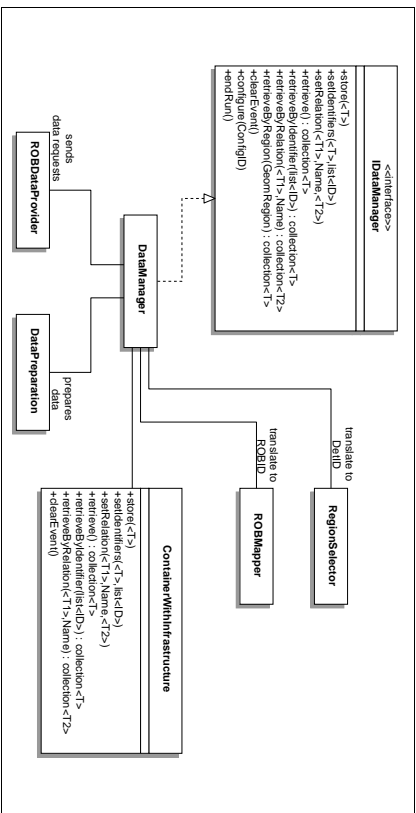 <<interface>>
IDataManager
+store(<T>)
+setIdentifiers(<T>,list<ID>)
+setRelation(<T1>,Name,<T2>)
+retrieve() : collection<T>
+retrieveByIdentifier(list<ID>) : collection<T>
+retrieveByRelation(<T1>,Name) : collection<T2>
+retrieveByRegion(GeomRegion) : collection<T>
+clearEvent()
+configure(ConfigID)
+endRun()
translate to
DetID
RegionSelector
translate to
ROBID
ROBMapper
DataManager
ContainerWithInfrastructure
+store(<T>)
+setIdentifiers(<T>,list<ID>)
+setRelation(<T1>,Name,<T2>)
+retrieve() : collection<T>
+retrieveByIdentifier(list<ID>) : collection<T>
+retrieveByRelation(<T1>,Name) : collection<T2>
+clearEvent()
sends
data requests
ROBDataProvider
prepares
data
DataPreparation